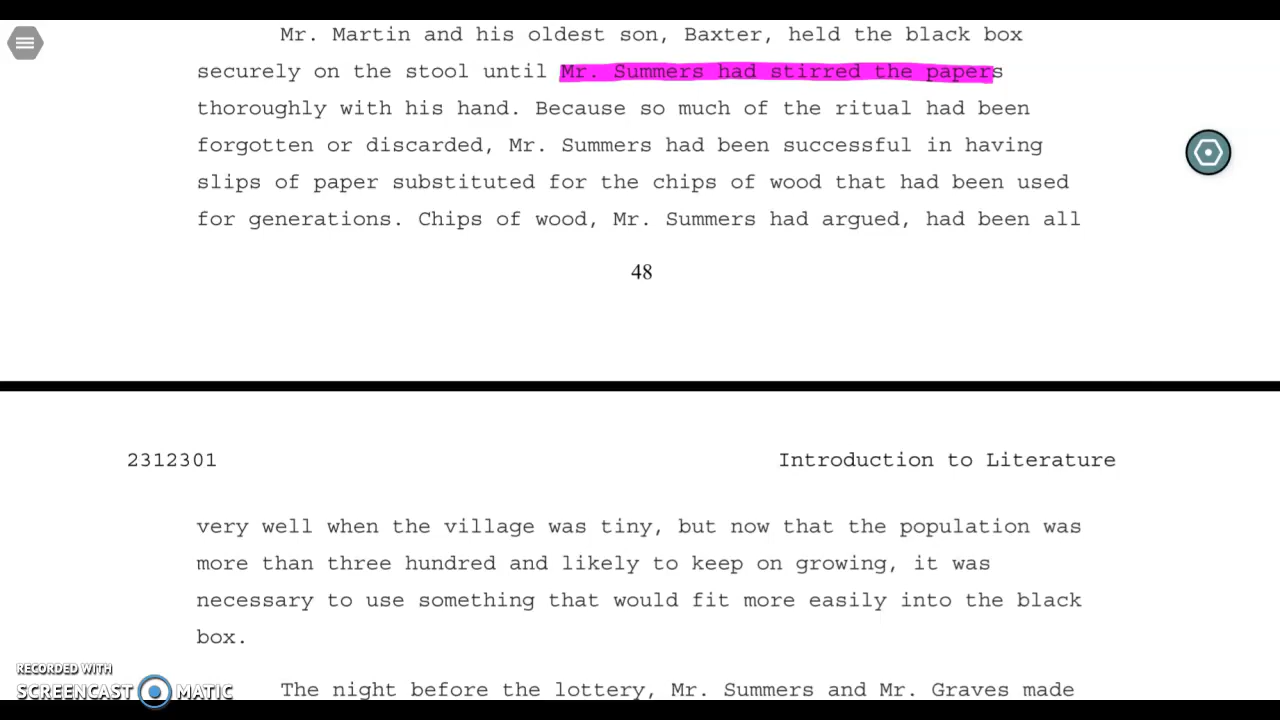 Mr. Martin and his oldest son, Baxter, held the black box
securely on the stool until Mr. Summers had stirred the papers
thoroughly with his hand. Because so much of the ritual had been
forgotten or discarded, Mr. Summers had been successful in having
slips of paper substituted for the chips of wood that had been used
for generations. Chips of wood, Mr. Summers had argued, had been all
48
2312301 Introduction to Literature
very well when the village was tiny, but now that the population was
more than three hundred and likely to keep on growing, it was
necessary to use something that would fit more easily into the black
box.
The night before the lottery, Mr. Summers and Mr. Graves made
RECORDED WITH
SCREENCAST MATIC